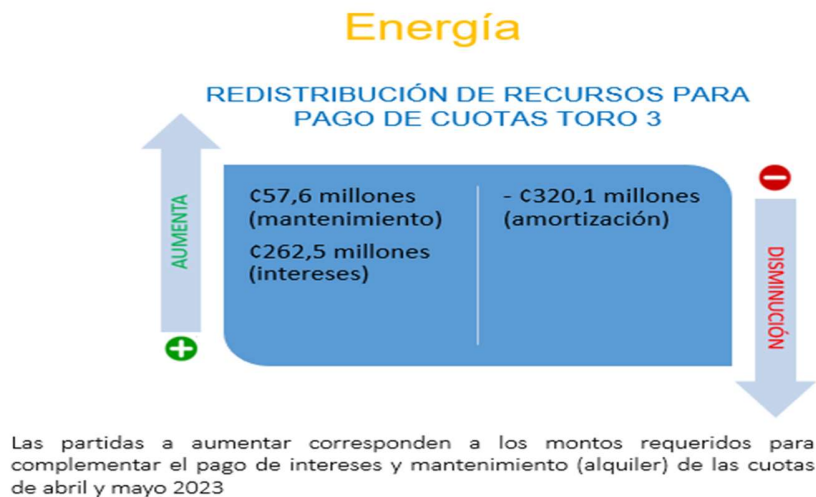 Energía
REDISTRIBUCIÓN DE RECURSOS PARA
PAGO DE CUOTAS TORO 3
AUMENTA
¢57,6 millones
(mantenimiento)
¢262,5 millones
(intereses)
- ¢320,1 millones
(amortización)
DISMINUCIÓN
Las partidas a aumentar corresponden a los montos requeridos para
complementar el pago de intereses y mantenimiento (alquiler) de las cuotas
de abril y mayo 2023